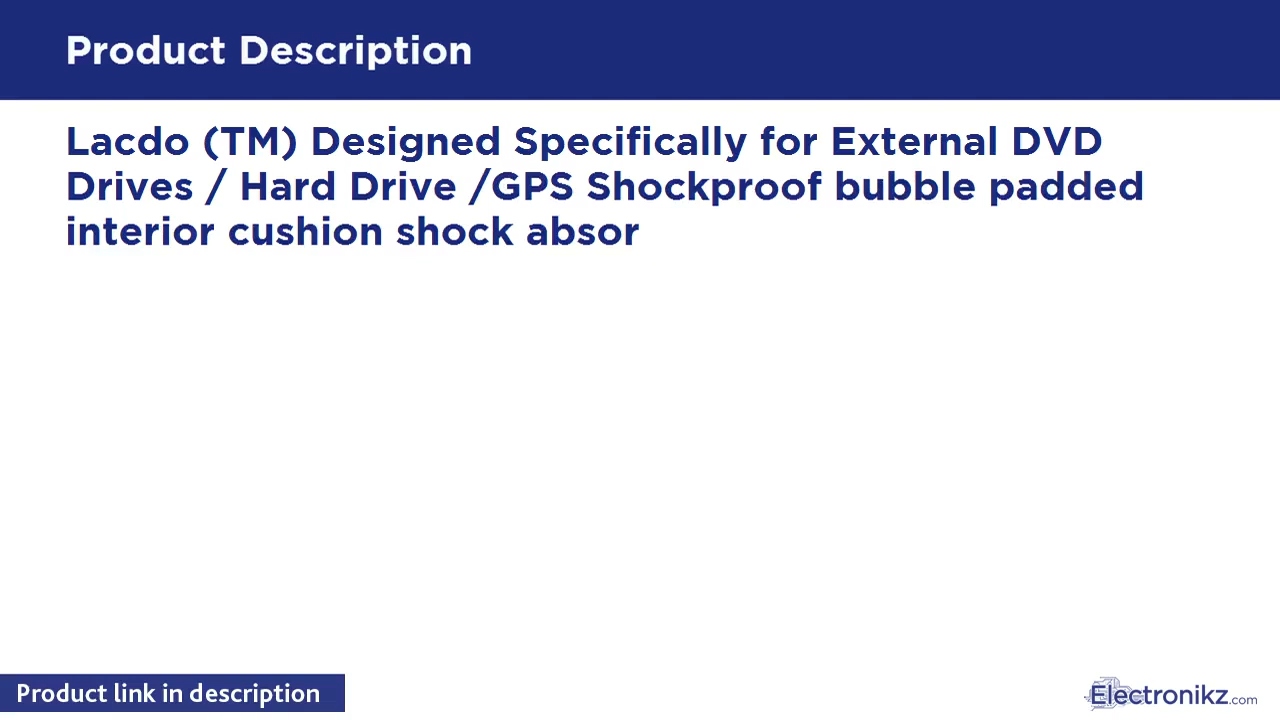 Product Description
Lacdo (TM) Designed Specifically for External DVD
Drives / Hard Drive /GPS Shockproof bubble padded
interior cushion shock absor
Product link in description
Electronikz.com